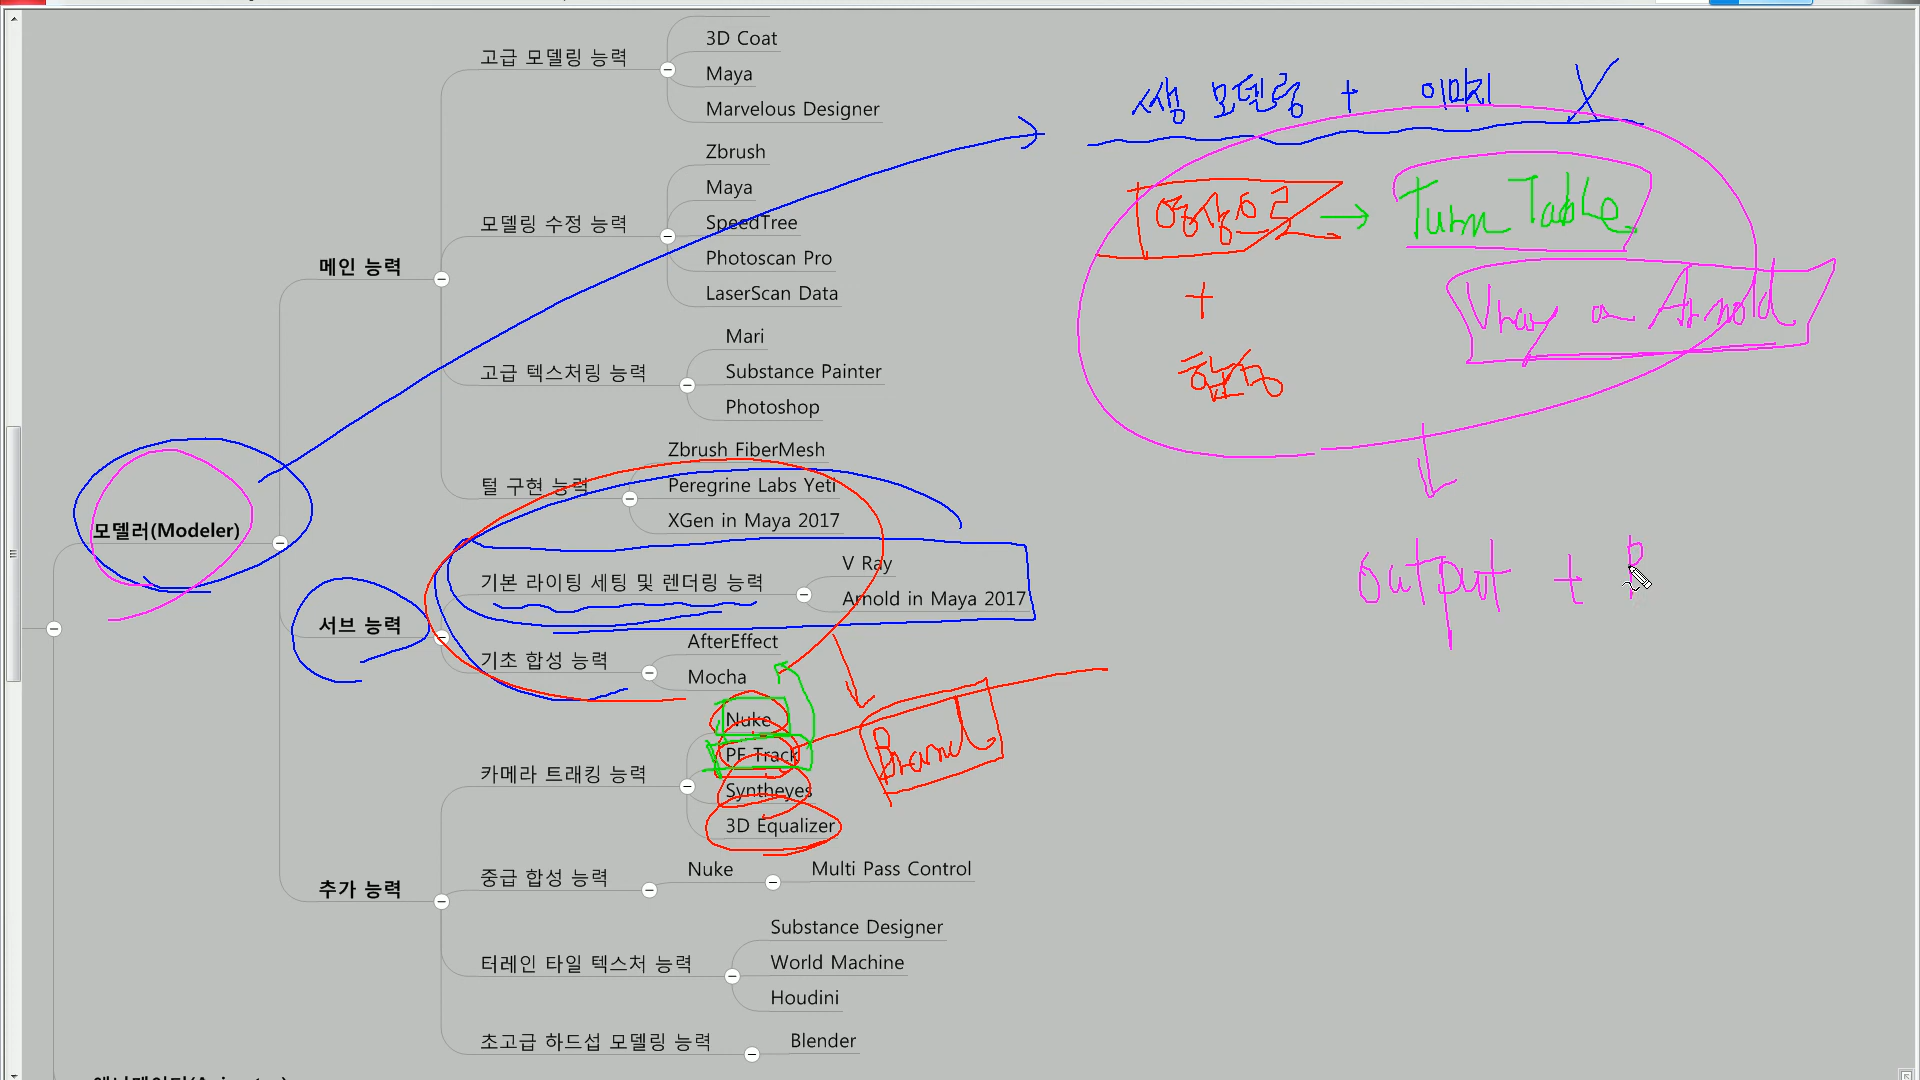 고급 모델링 능력
3D Coat
Maya
Marvelous Designer
모델링 수정 능력
Zbrush
Maya
SpeedTree
Photoscan Pro
LaserScan Data
메인 능력
고급 텍스처링 능력
Mari
Substance Painter
Photoshop
털 구현 능력
Zbrush FiberMesh
Peregrine Labs Yeti
XGen in Maya 2017
모델러(Modeler)
서브 능력
기본 라이팅 세팅 및 렌더링 능력
V Ray
Arnold in Maya 2017
기초 합성 능력
AfterEffect
Mocha
카메라 트래킹 능력
Nuke
PF Track
Syntheyes
3D Equalizer
추가 능력
중급 합성 능력
Nuke
Multi Pass Control
터레인 타일 텍스처 능력
Substance Designer
World Machine
Houdini
초고급 하드섭 모델링 능력
Blender
쌩 모델링 + 이미지 X
영상으로 → Turn Table
+
Vray or Arnold
합성
output +
Brand